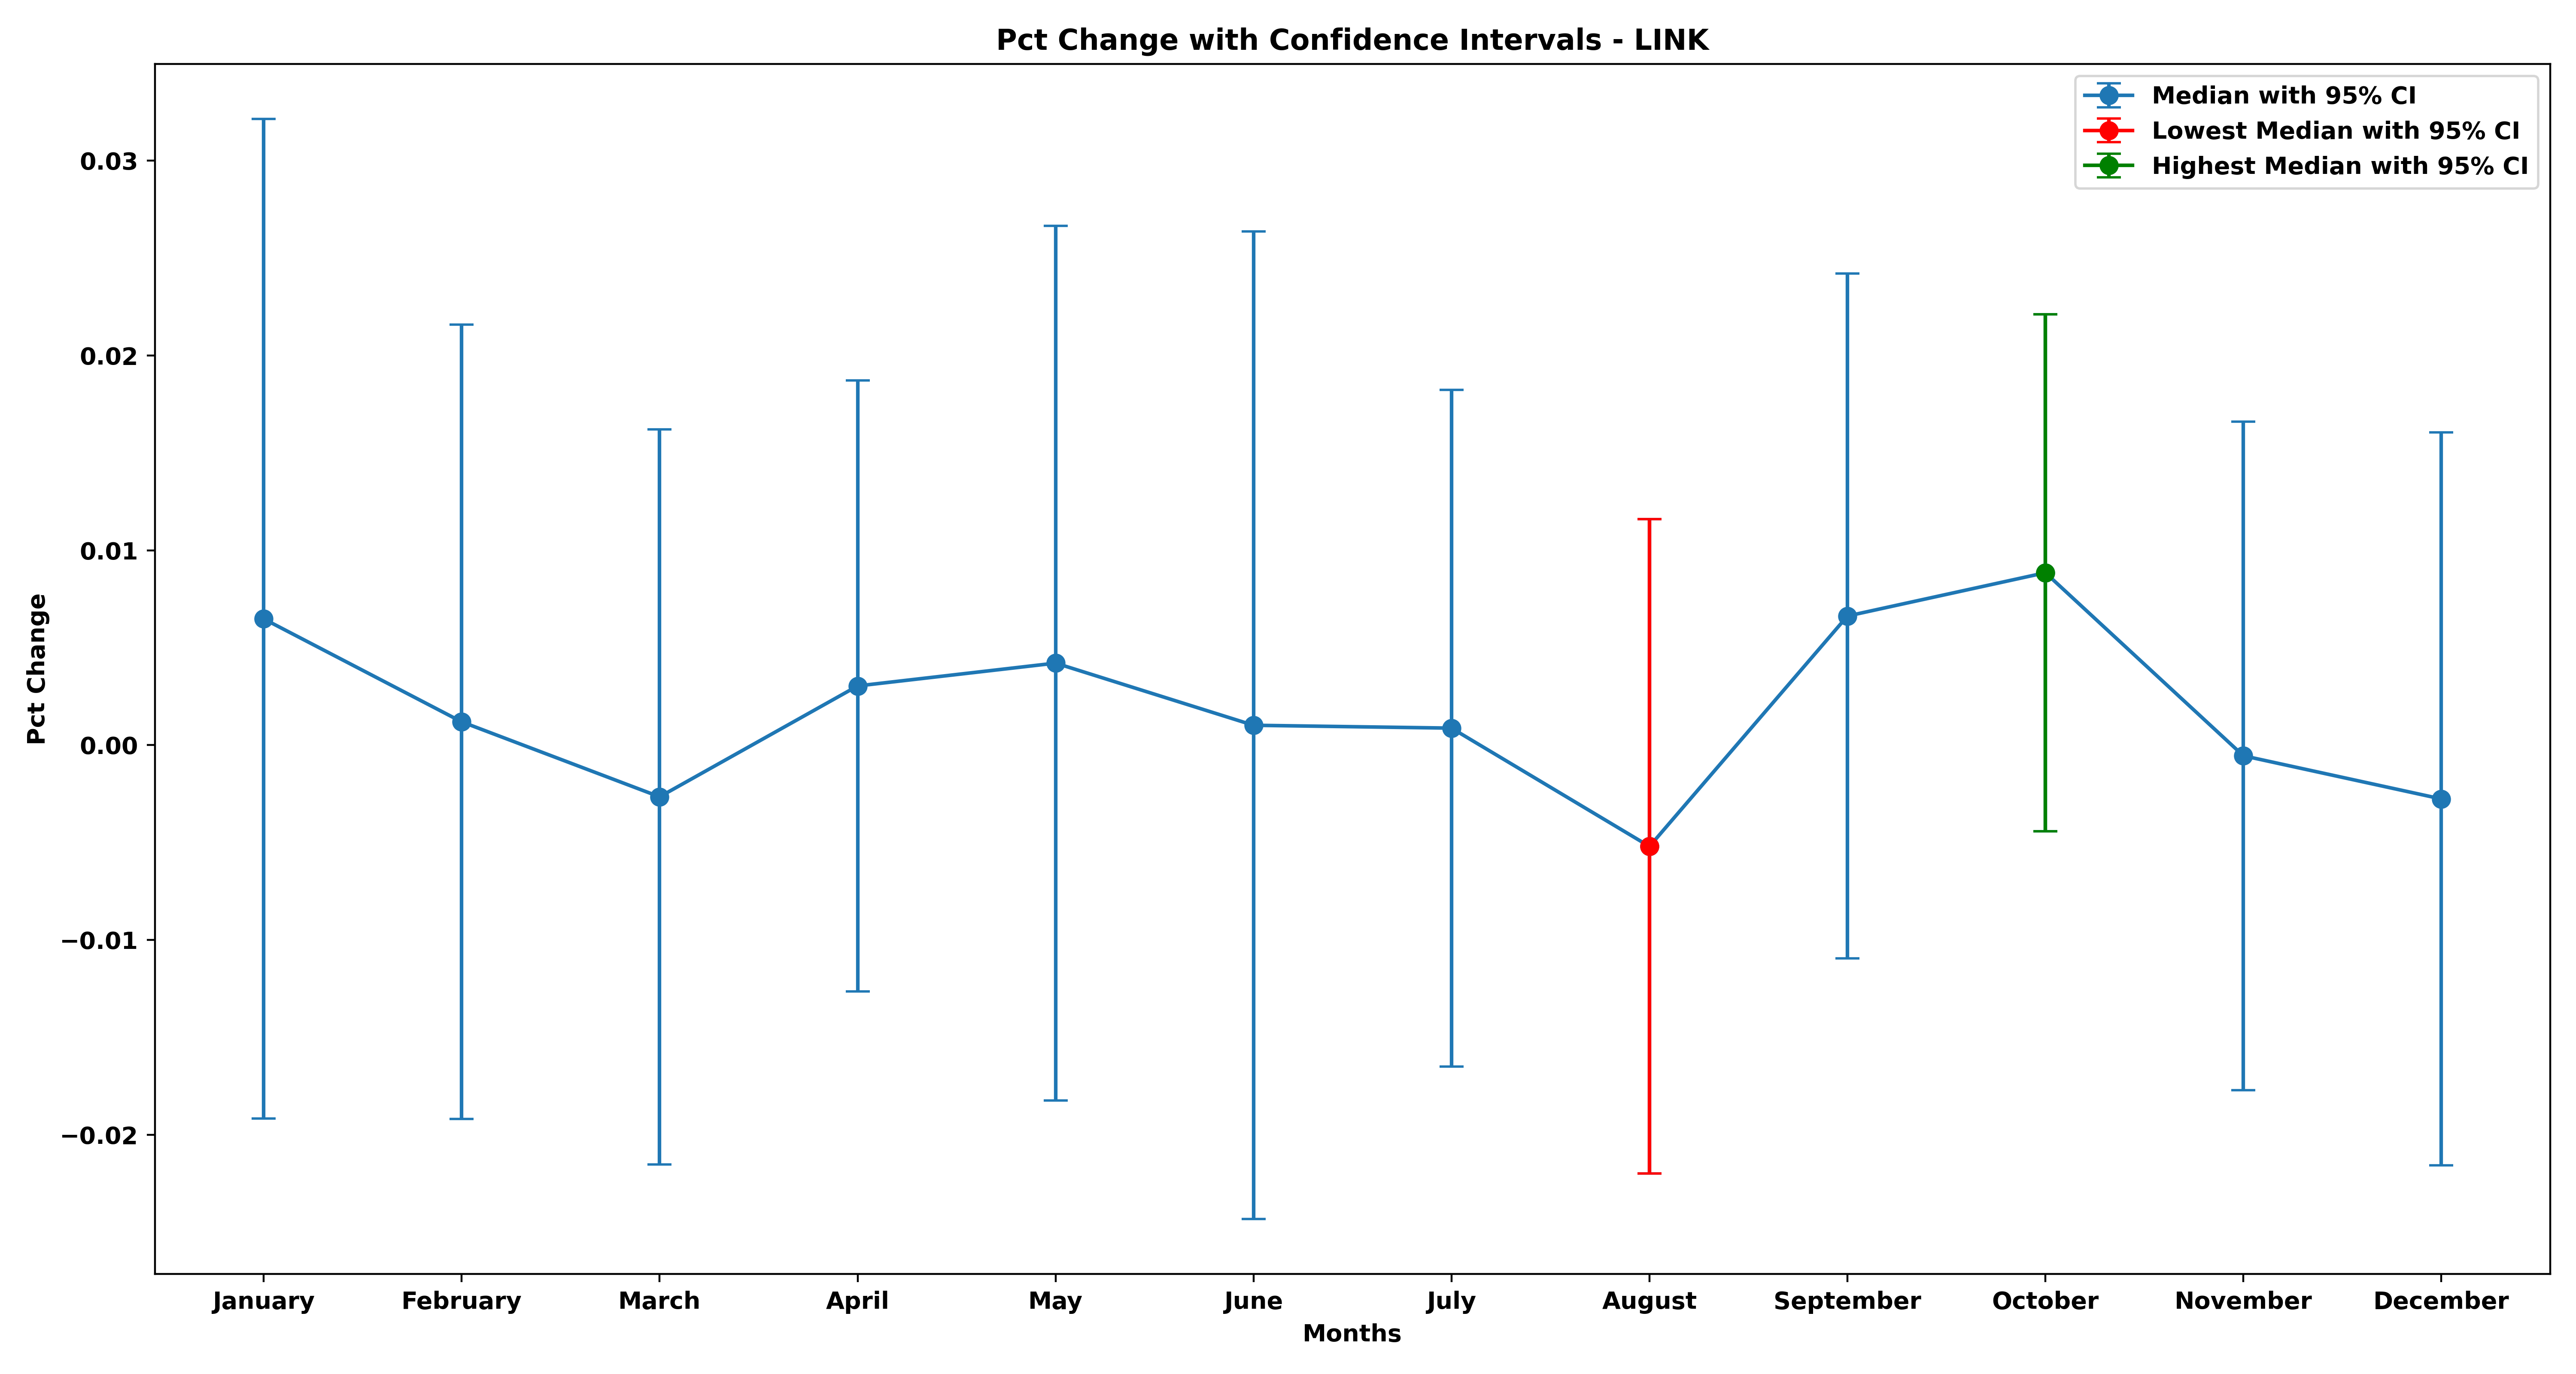 Pct Change with Confidence Intervals - LINK
Median with 95% CI
Lowest Median with 95% CI
Highest Median with 95% CI
0.03
0.02
0.01
0.00
−0.01
−0.02
Pct Change
January February March April May June July August September October November December
Months